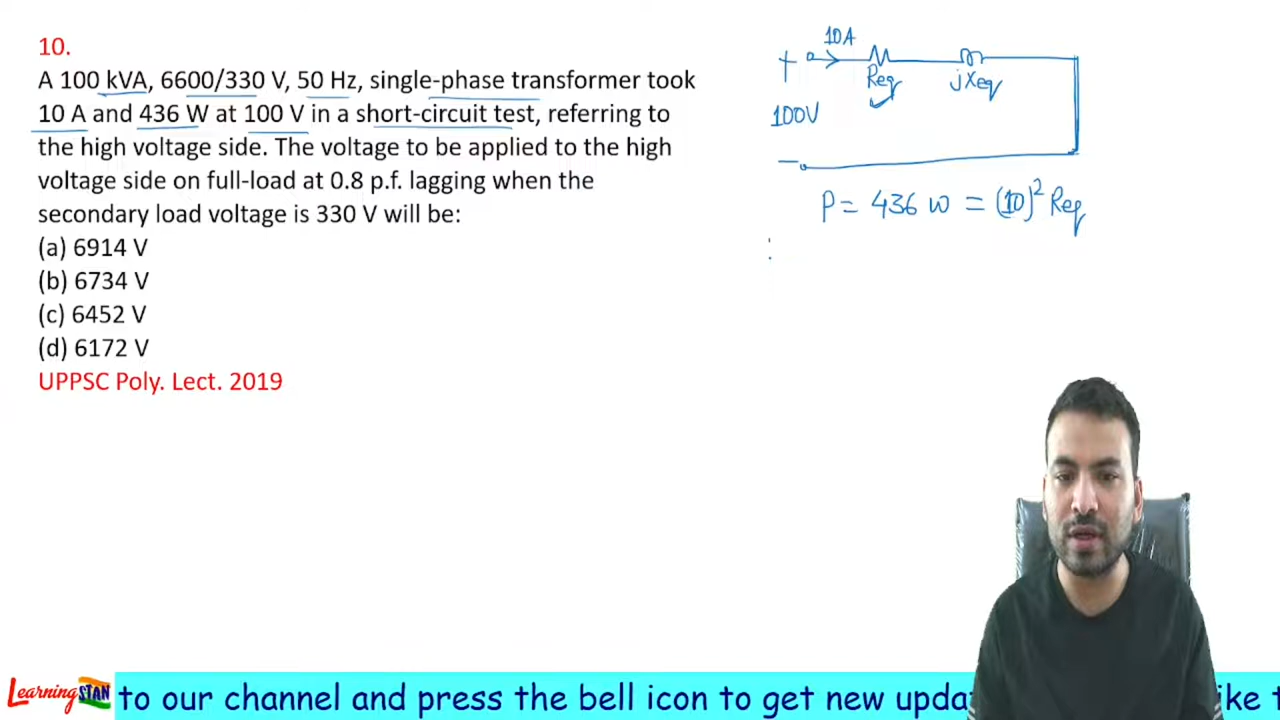 10.
A 100 kVA, 6600/330 V, 50 Hz, single-phase transformer took
10 A and 436 W at 100 V in a short-circuit test, referring to
the high voltage side. The voltage to be applied to the high
voltage side on full-load at 0.8 p.f. lagging when the
secondary load voltage is 330 V will be:
(a) 6914 V
(b) 6734 V
(c) 6452 V
(d) 6172 V
UPPSC Poly. Lect. 2019
10A
+
Req
jXeq
100V
−
P = 436 W = (10)² Req
LearningSTAN
to our channel and press the bell icon to get new upda
ike t